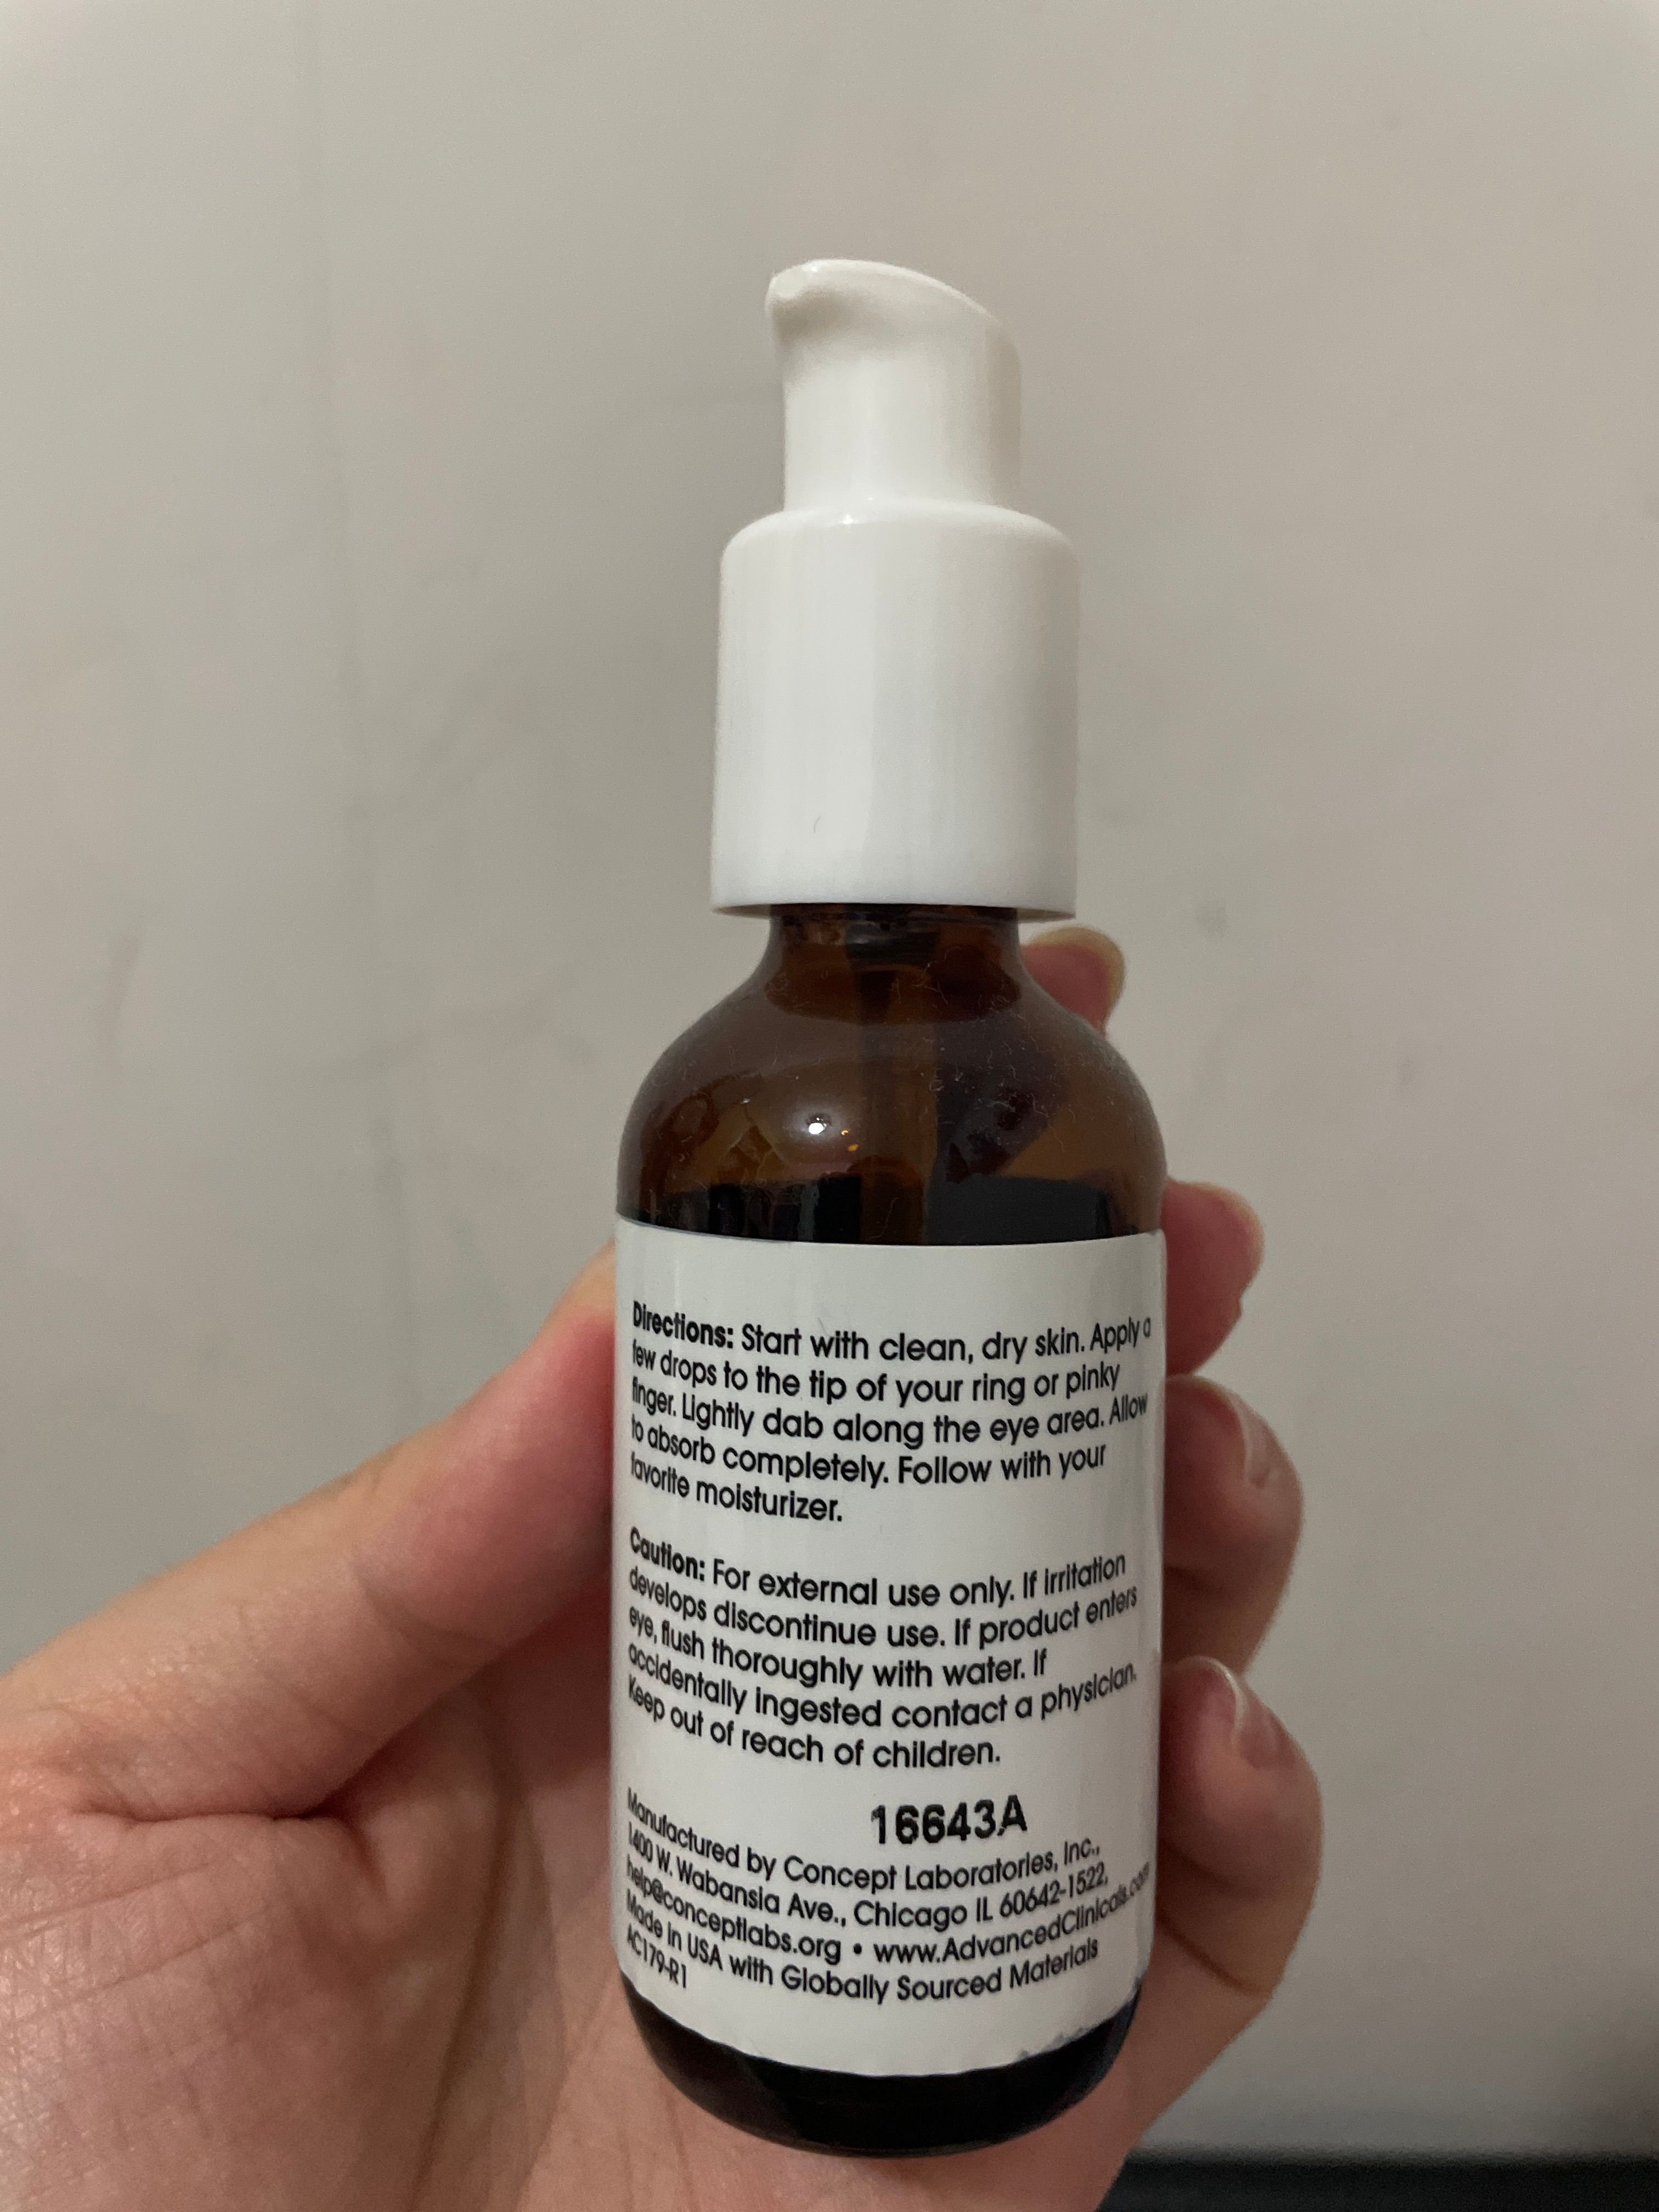 Directions: Start with clean, dry skin. Apply a
few drops to the tip of your ring or pinky
finger. Lightly dab along the eye area. Allow
to absorb completely. Follow with your
favorite moisturizer.
Caution: For external use only. If irritation
develops discontinue use. If product enters
eye, flush thoroughly with water. If
accidentally ingested contact a physician.
Keep out of reach of children.
16643A
Manufactured by Concept Laboratories, Inc.,
1400 W. Wabansia Ave., Chicago IL 60642-1522,
help@conceptlabs.org • www.AdvancedClinicals.com
Made in USA with Globally Sourced Materials
AC179-R1